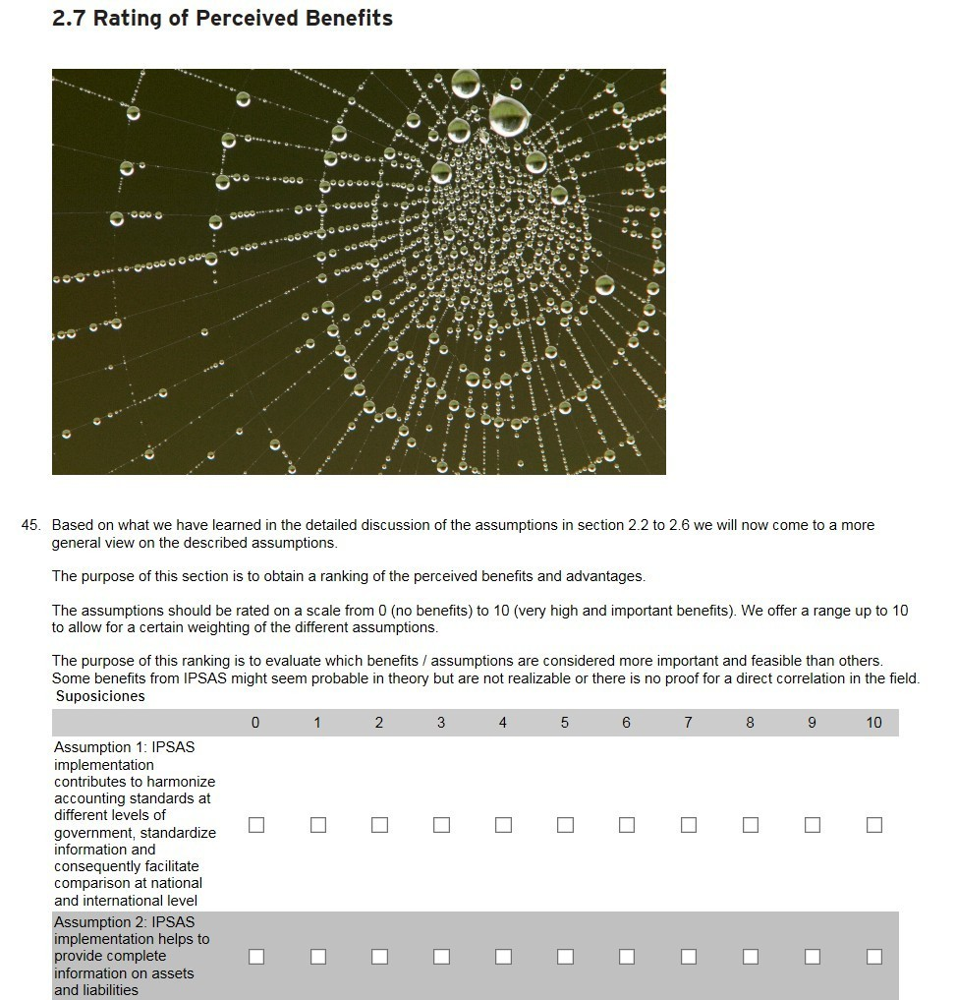 2.7 Rating of Perceived Benefits
45. Based on what we have learned in the detailed discussion of the assumptions in section 2.2 to 2.6 we will now come to a more
general view on the described assumptions.
The purpose of this section is to obtain a ranking of the perceived benefits and advantages.
The assumptions should be rated on a scale from 0 (no benefits) to 10 (very high and important benefits). We offer a range up to 10
to allow for a certain weighting of the different assumptions.
The purpose of this ranking is to evaluate which benefits / assumptions are considered more important and feasible than others.
Some benefits from IPSAS might seem probable in theory but are not realizable or there is no proof for a direct correlation in the field.
Suposiciones
0 1 2 3 4 5 6 7 8 9 10
Assumption 1: IPSAS
implementation
contributes to harmonize
accounting standards at
different levels of
government, standardize
information and
consequently facilitate
comparison at national
and international level
Assumption 2: IPSAS
implementation helps to
provide complete
information on assets
and liabilities